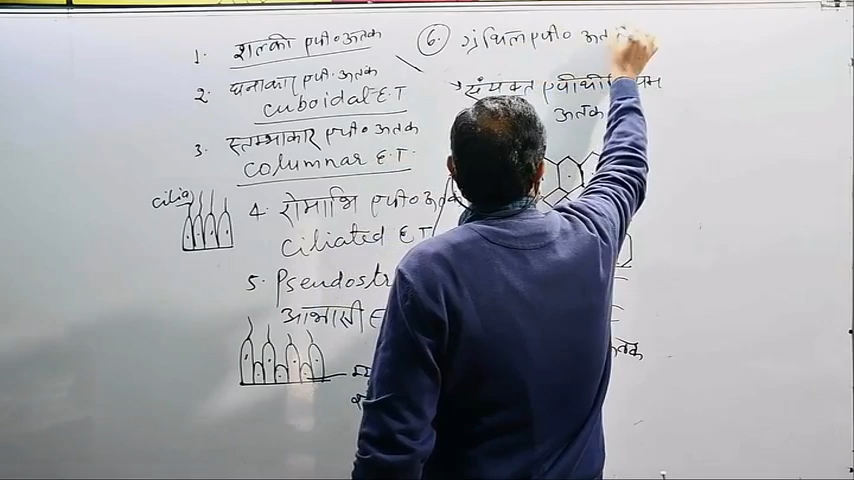 1. शल्की एपी० ऊतक
2. घनाकार एपी. ऊतक
cuboidal E.T
3. स्तम्भाकार एपी० ऊतक
columnar E.T.
cilia
4. रोमाभि एपी० ऊतक
ciliated E.T
5. Pseudostr
आभासी
6. ग्रंथिल एपी० ऊत
संयुक्त एपीथीलियम
ऊतक